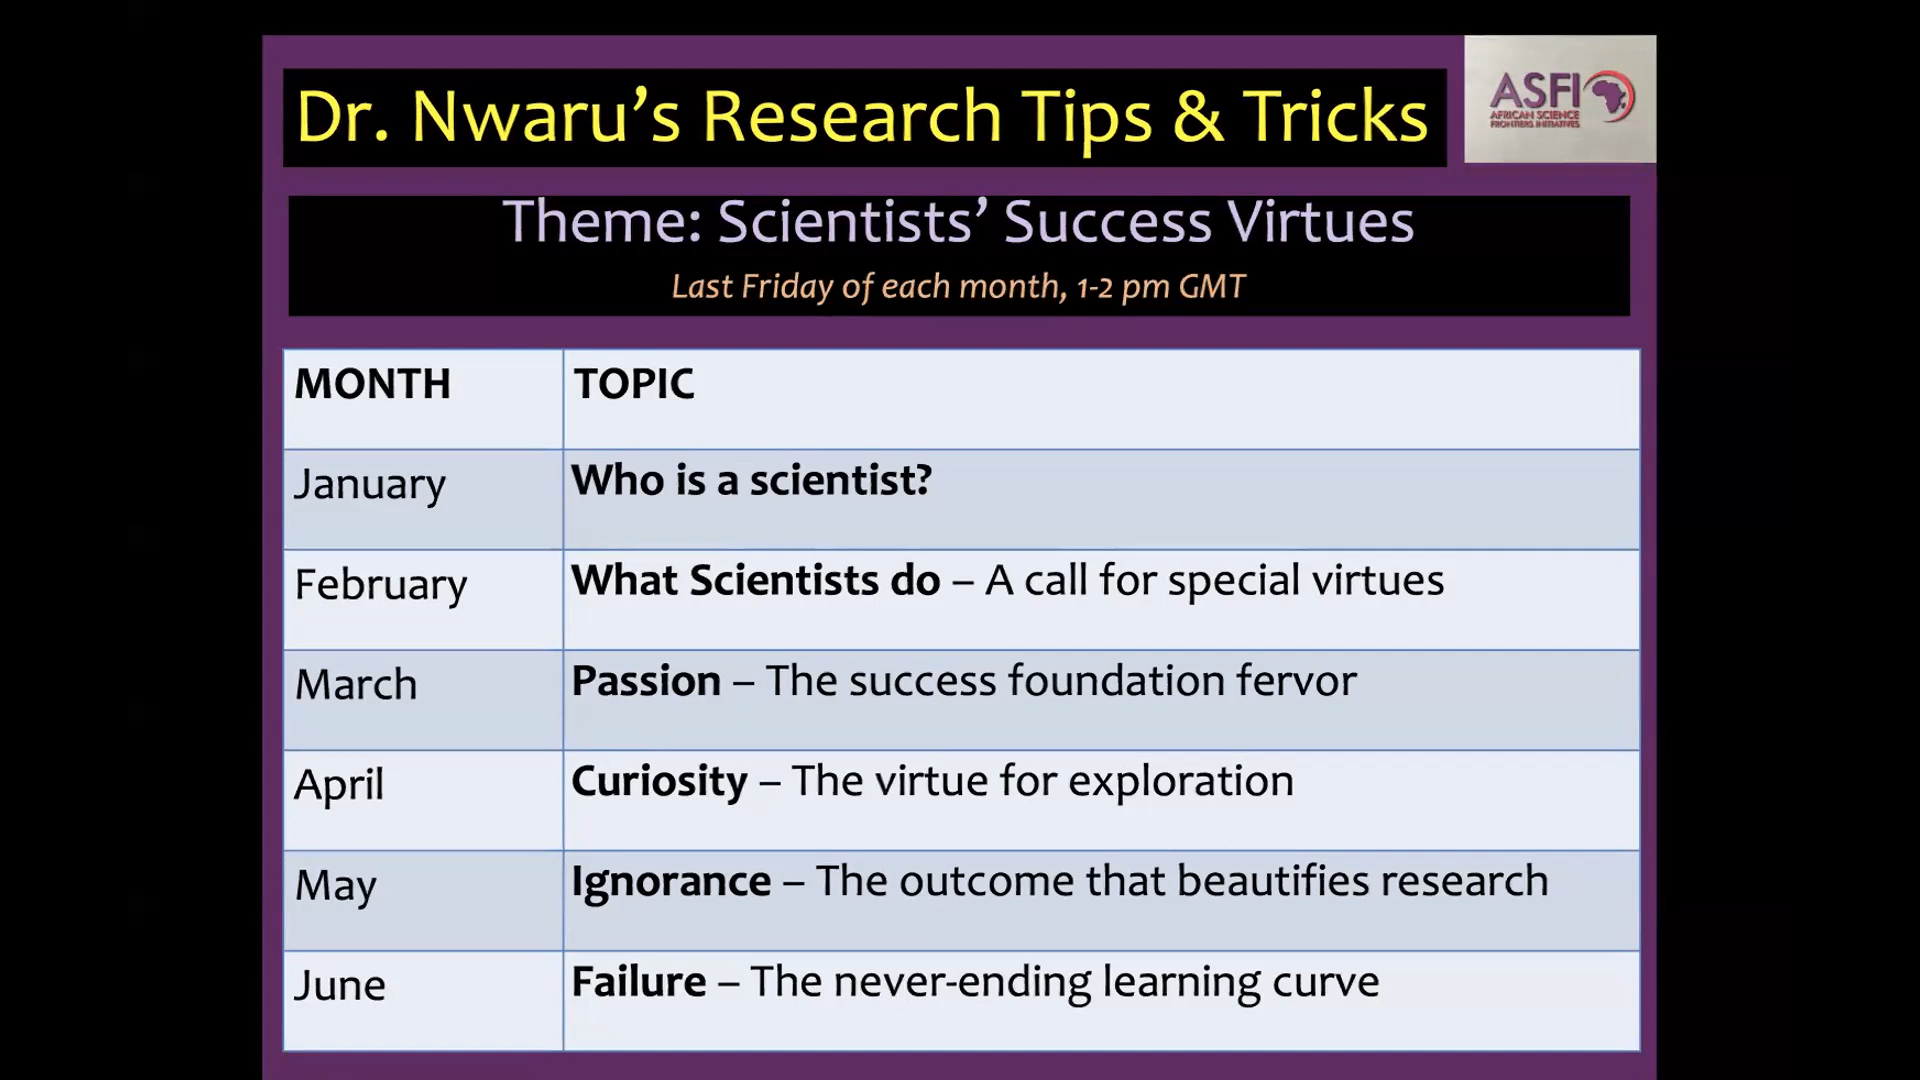 Dr. Nwaru’s Research Tips & Tricks
ASFI
AFRICAN SCIENCE
FRONTIERS INITIATIVES
Theme: Scientists’ Success Virtues
Last Friday of each month, 1-2 pm GMT
MONTH TOPIC
January Who is a scientist?
February What Scientists do – A call for special virtues
March Passion – The success foundation fervor
April Curiosity – The virtue for exploration
May Ignorance – The outcome that beautifies research
June Failure – The never-ending learning curve